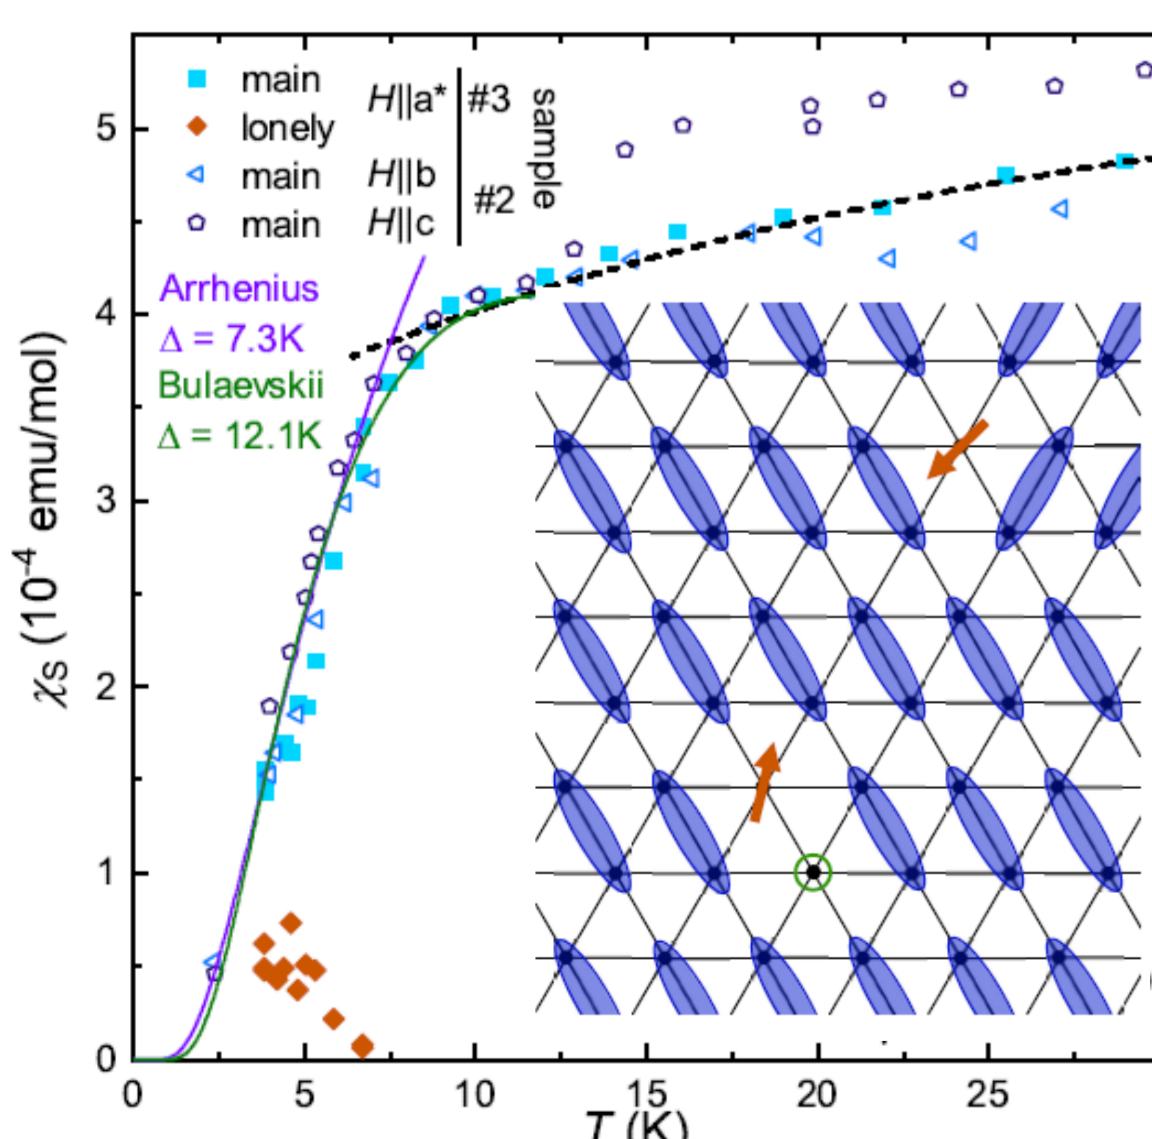 main
lonely
main
main
H||a*
H||b
H||c
#3
#2
sample
Arrhenius
Δ = 7.3K
Bulaevskii
Δ = 12.1K
χS (10⁻⁴ emu/mol)
5
4
3
2
1
0
0 5 10 15 20 25
T (K)